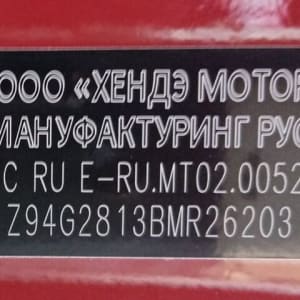 ООО «ХЕНДЭ МОТОР
МАНУФАКТУРИНГ РУС
С RU E-RU.MT02.0052
Z94G2813BMR26203